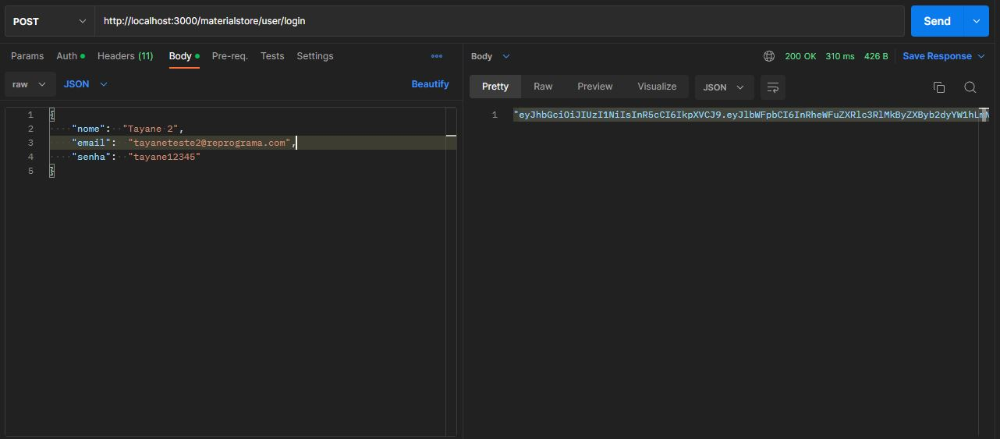 POST http://localhost:3000/materialstore/user/login Send
Params Auth Headers (11) Body Pre-req. Tests Settings
raw JSON Beautify
1 {
2 "nome": "Tayane 2",
3 "email": "tayaneteste2@reprograma.com",
4 "senha": "tayane12345"
5 }
Body 200 OK 310 ms 426 B Save Response
Pretty Raw Preview Visualize JSON
1 "eyJhbGciOiJIUzI1NiIsInR5cCI6IkpXVCJ9.eyJlbWFpbCI6InRheWFuZXRlc3RlMkByZXByb2dyYW1hLmN